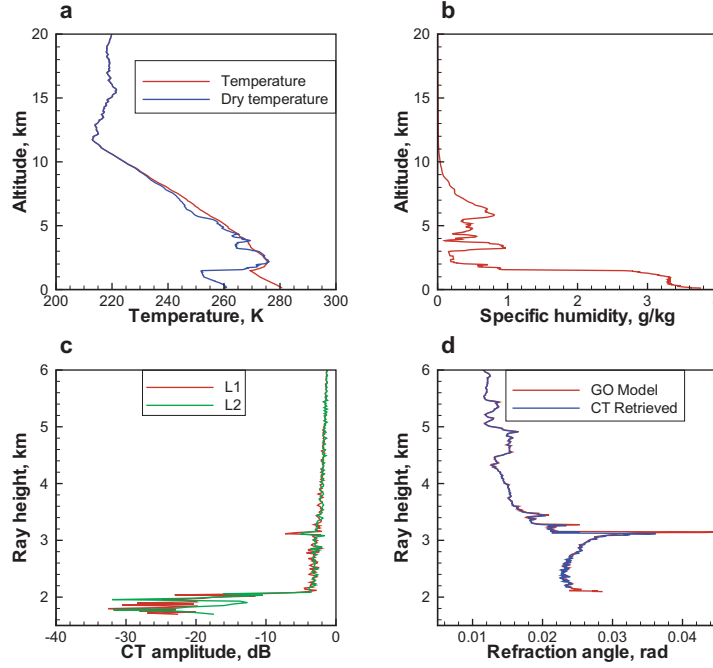 a
20
15
10
5
0
200
220
240
260
280
300
Altitude, km
Temperature, K
Temperature
Dry temperature
b
20
15
10
5
0
0
1
2
3
Altitude, km
Specific humidity, g/kg
c
6
5
4
3
2
-40
-30
-20
-10
0
Ray height, km
CT amplitude, dB
L1
L2
d
6
5
4
3
2
0.01
0.02
0.03
0.04
Ray height, km
Refraction angle, rad
GO Model
CT Retrieved